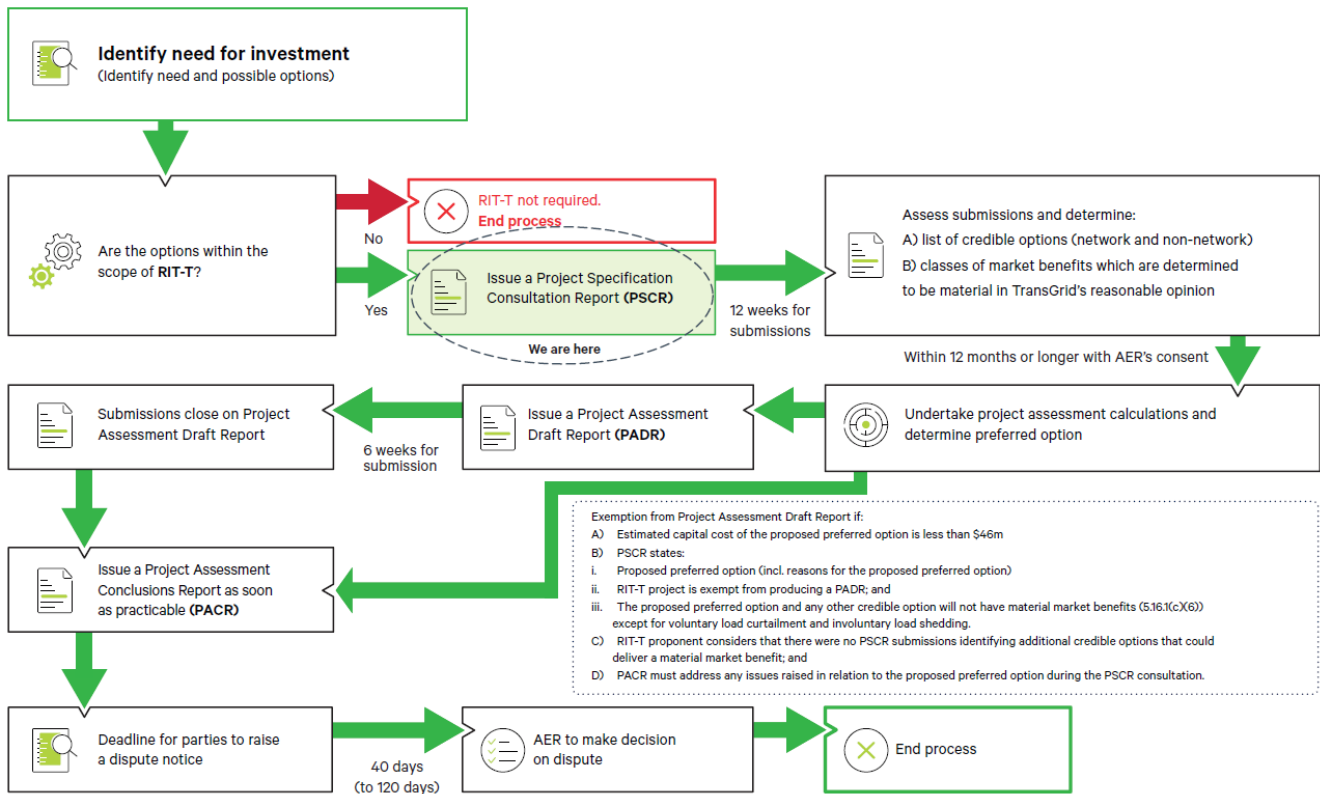 Identify need for investment
(Identify need and possible options)
Are the options within the
scope of RIT-T?
No
Yes
RIT-T not required.
End process
Issue a Project Specification
Consultation Report (PSCR)
We are here
12 weeks for
submissions
Assess submissions and determine:
A) list of credible options (network and non-network)
B) classes of market benefits which are determined
to be material in TransGrid's reasonable opinion
Within 12 months or longer with AER's consent
Undertake project assessment calculations and
determine preferred option
Issue a Project Assessment
Draft Report (PADR)
6 weeks for
submission
Submissions close on Project
Assessment Draft Report
Exemption from Project Assessment Draft Report if:
A) Estimated capital cost of the proposed preferred option is less than $46m
B) PSCR states:
i. Proposed preferred option (incl. reasons for the proposed preferred option)
ii. RIT-T project is exempt from producing a PADR; and
iii. The proposed preferred option and any other credible option will not have material market benefits (5.16.1(c)(6))
except for voluntary load curtailment and involuntary load shedding.
C) RIT-T proponent considers that there were no PSCR submissions identifying additional credible options that could
deliver a material market benefit; and
D) PACR must address any issues raised in relation to the proposed preferred option during the PSCR consultation.
Issue a Project Assessment
Conclusions Report as soon
as practicable (PACR)
Deadline for parties to raise
a dispute notice
40 days
(to 120 days)
AER to make decision
on dispute
End process